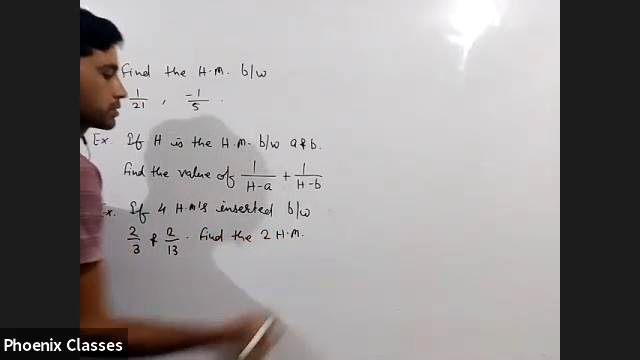 Find the H.M. b/w
1/21 , -1/5 .
Ex. If H is the H.M. b/w a & b.
Find the value of 1/H-a + 1/H-b
x. If 4 H.M's inserted b/w
2/3 & 2/13 . Find the 2 H.M.
Phoenix Classes